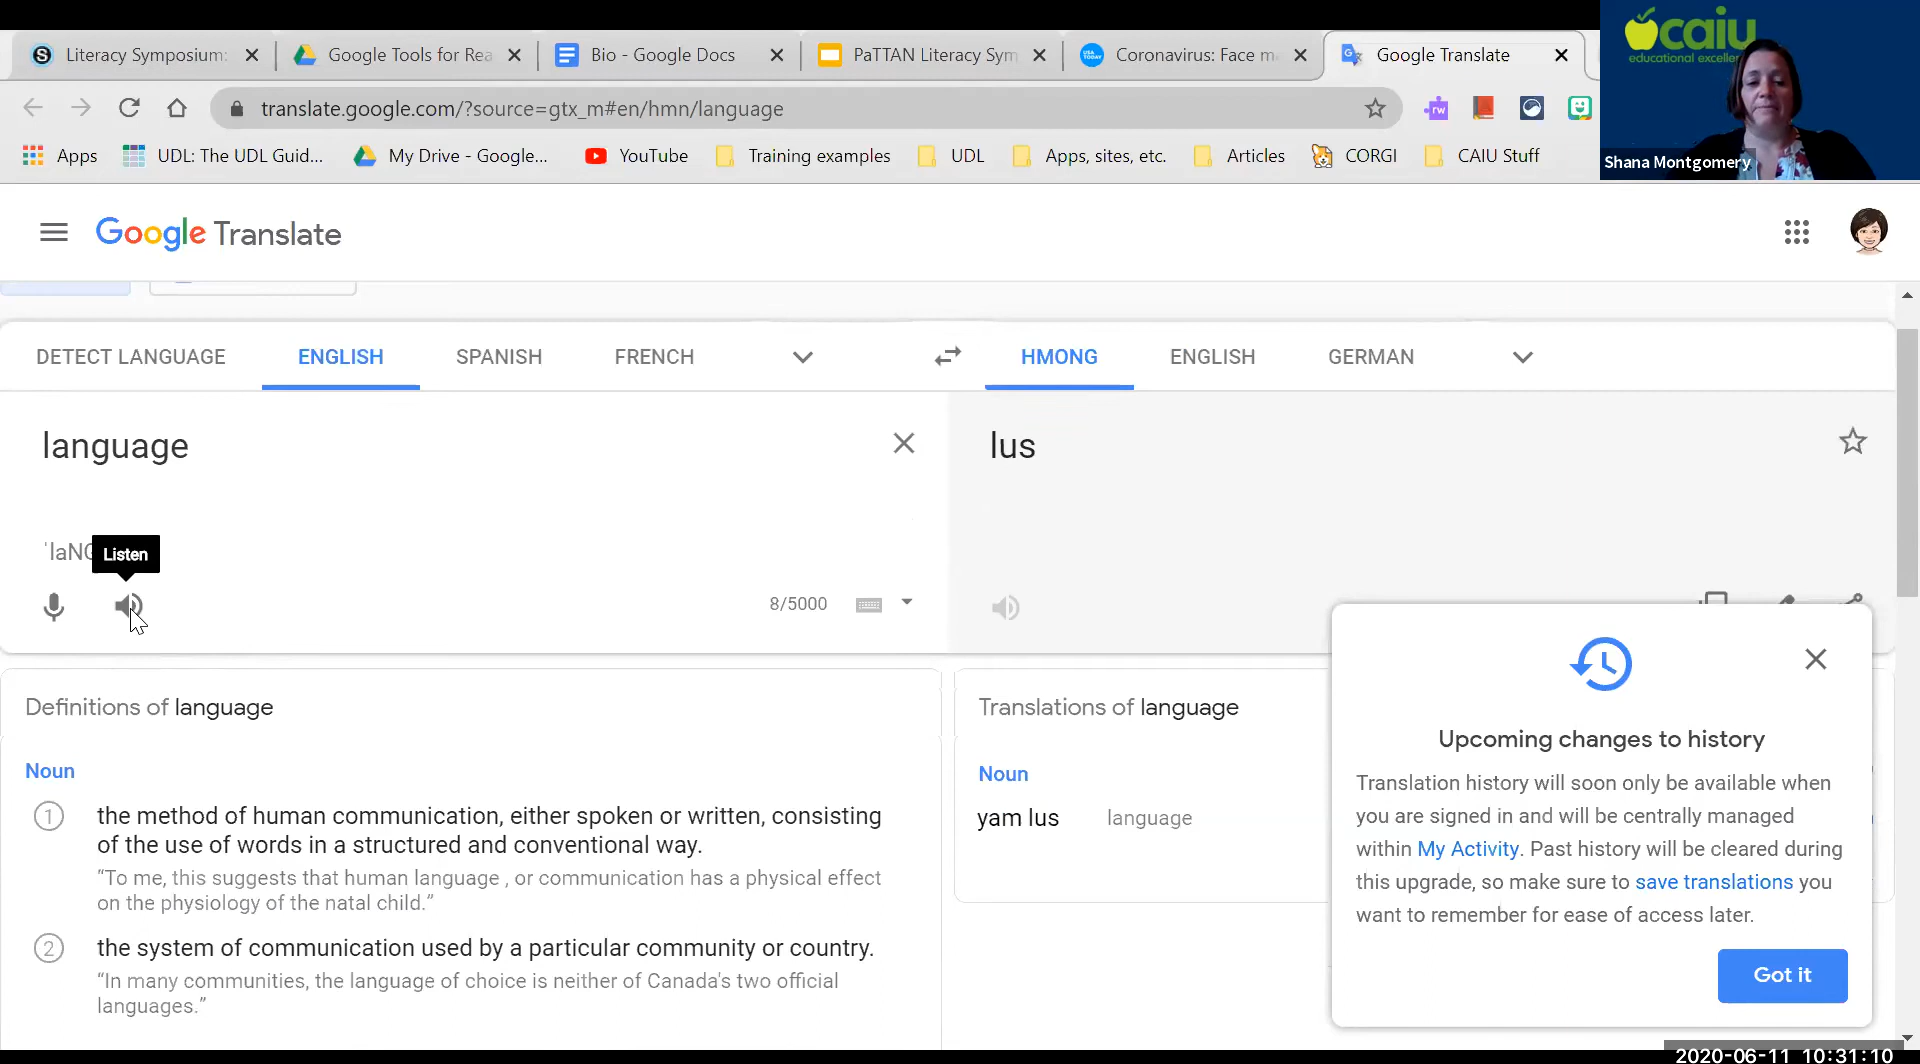 Literacy Symposium:
Google Tools for Rea
Bio - Google Docs
PaTTAN Literacy Sym
Coronavirus: Face m
Google Translate
caiu
educational excelle
translate.google.com/?source=gtx_m#en/hmn/language
rw
Apps
UDL: The UDL Guid...
My Drive - Google...
YouTube
Training examples
UDL
Apps, sites, etc.
Articles
CORGI
CAIU Stuff
Shana Montgomery
Google Translate
DETECT LANGUAGE
ENGLISH
SPANISH
FRENCH
HMONG
ENGLISH
GERMAN
language
lus
ˈlaNG
Listen
8/5000
Definitions of language
Noun
1
the method of human communication, either spoken or written, consisting
of the use of words in a structured and conventional way.
“To me, this suggests that human language , or communication has a physical effect
on the physiology of the natal child.”
2
the system of communication used by a particular community or country.
“In many communities, the language of choice is neither of Canada's two official
languages.”
Translations of language
Noun
yam lus language
Upcoming changes to history
Translation history will soon only be available when
you are signed in and will be centrally managed
within My Activity. Past history will be cleared during
this upgrade, so make sure to save translations you
want to remember for ease of access later.
Got it
2020-06-11 10:31:10